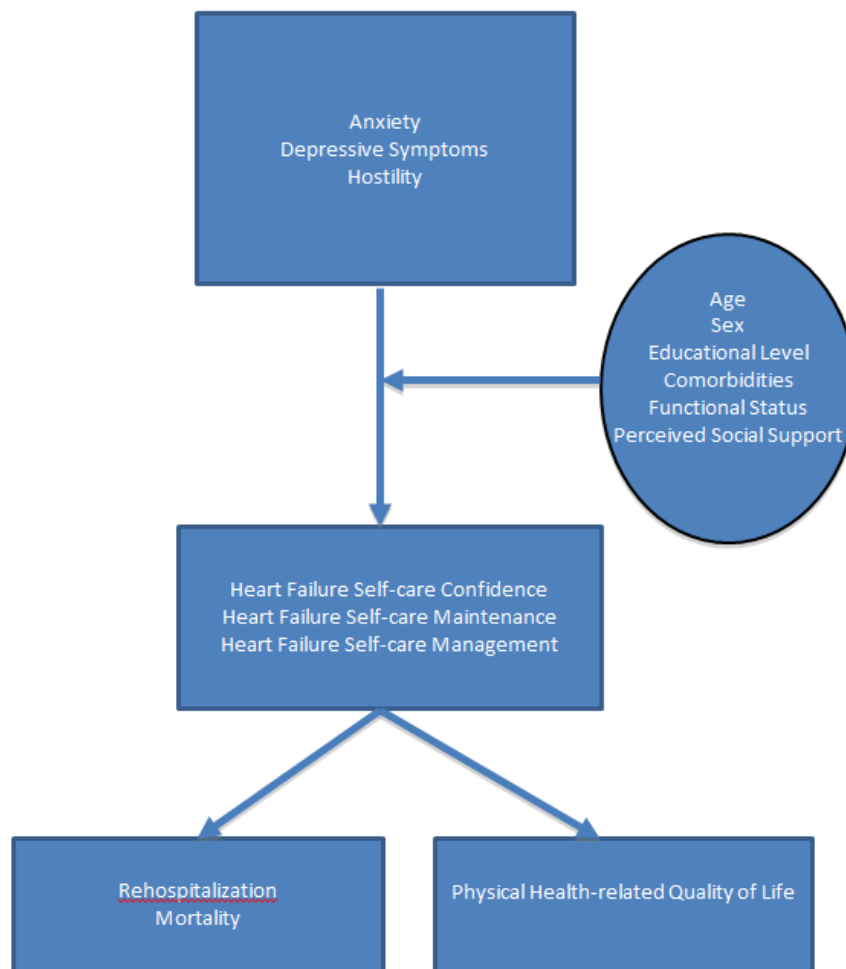 Anxiety
Depressive Symptoms
Hostility
Age
Sex
Educational Level
Comorbidities
Functional Status
Perceived Social Support
Heart Failure Self-care Confidence
Heart Failure Self-care Maintenance
Heart Failure Self-care Management
Rehospitalization
Mortality
Physical Health-related Quality of Life